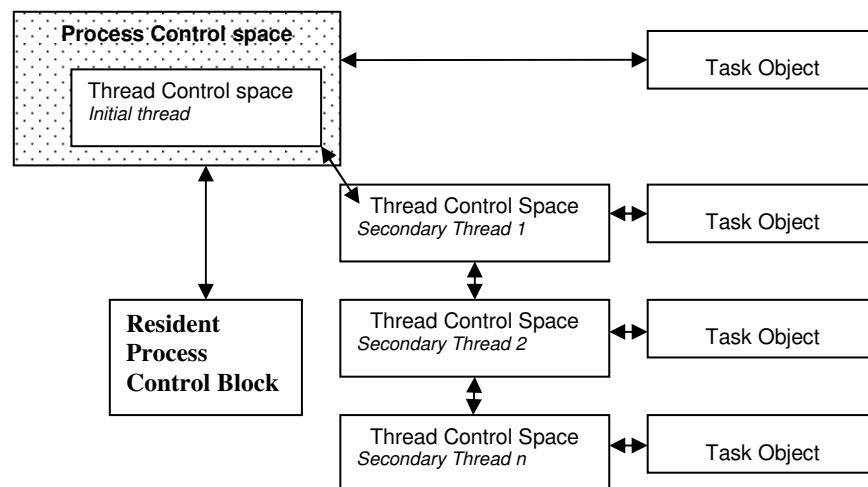 Process Control space
Task Object
Thread Control space
Initial thread
Thread Control Space
Secondary Thread 1
Task Object
Resident
Process
Control Block
Thread Control Space
Secondary Thread 2
Task Object
Thread Control Space
Secondary Thread n
Task Object